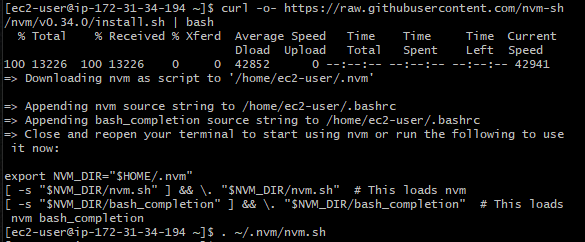 [ec2-user@ip-172-31-34-194 ~]$ curl -o- https://raw.githubusercontent.com/nvm-sh
/nvm/v0.34.0/install.sh | bash
  % Total    % Received % Xferd  Average Speed   Time    Time     Time  Current
                                 Dload  Upload   Total   Spent    Left  Speed
100 13226  100 13226    0     0  42852      0 --:--:-- --:--:-- --:--:-- 42941
=> Downloading nvm as script to '/home/ec2-user/.nvm'

=> Appending nvm source string to /home/ec2-user/.bashrc
=> Appending bash_completion source string to /home/ec2-user/.bashrc
=> Close and reopen your terminal to start using nvm or run the following to use
 it now:

export NVM_DIR="$HOME/.nvm"
[ -s "$NVM_DIR/nvm.sh" ] && \. "$NVM_DIR/nvm.sh"  # This loads nvm
[ -s "$NVM_DIR/bash_completion" ] && \. "$NVM_DIR/bash_completion"  # This loads
 nvm bash_completion
[ec2-user@ip-172-31-34-194 ~]$ . ~/.nvm/nvm.sh